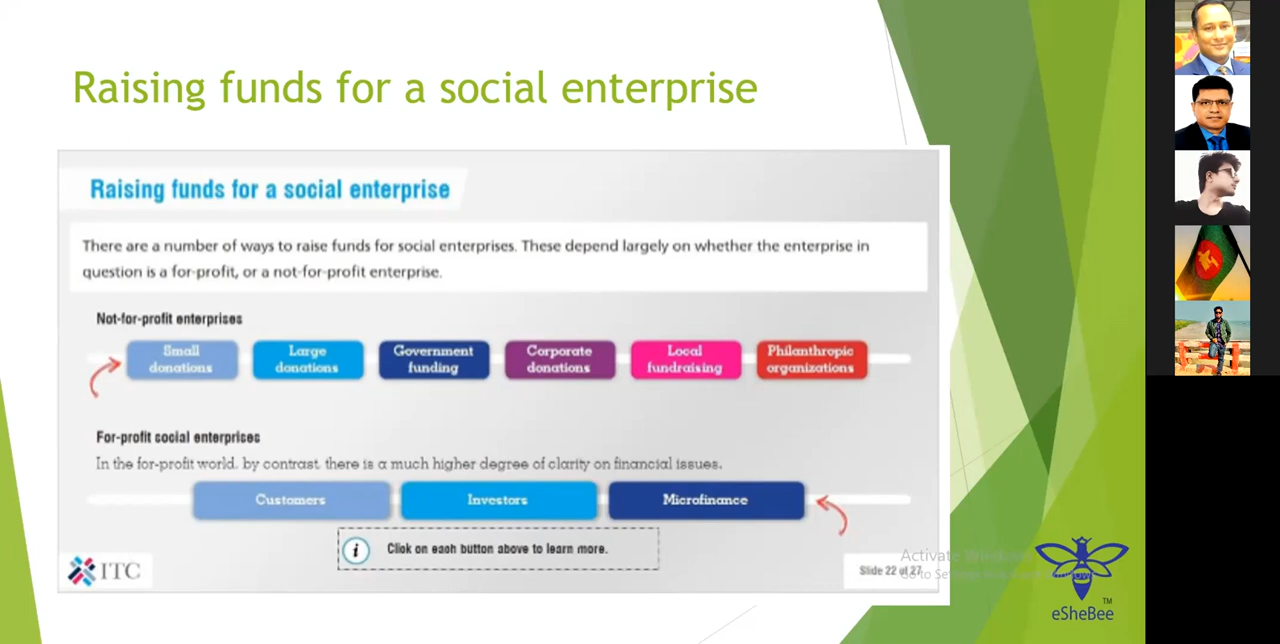 Raising funds for a social enterprise
Raising funds for a social enterprise
There are a number of ways to raise funds for social enterprises. These depend largely on whether the enterprise in
question is a for-profit, or a not-for-profit enterprise.
Not-for-profit enterprises
Small
donations
Large
donations
Government
funding
Corporate
donations
Local
fundraising
Philanthropic
organizations
For-profit social enterprises
In the for-profit world, by contrast, there is a much higher degree of clarity on financial issues.
Customers
Investors
Microfinance
i
Click on each button above to learn more.
ITC
Slide 22 of 27
Activate
Go to
TM
eSheBee